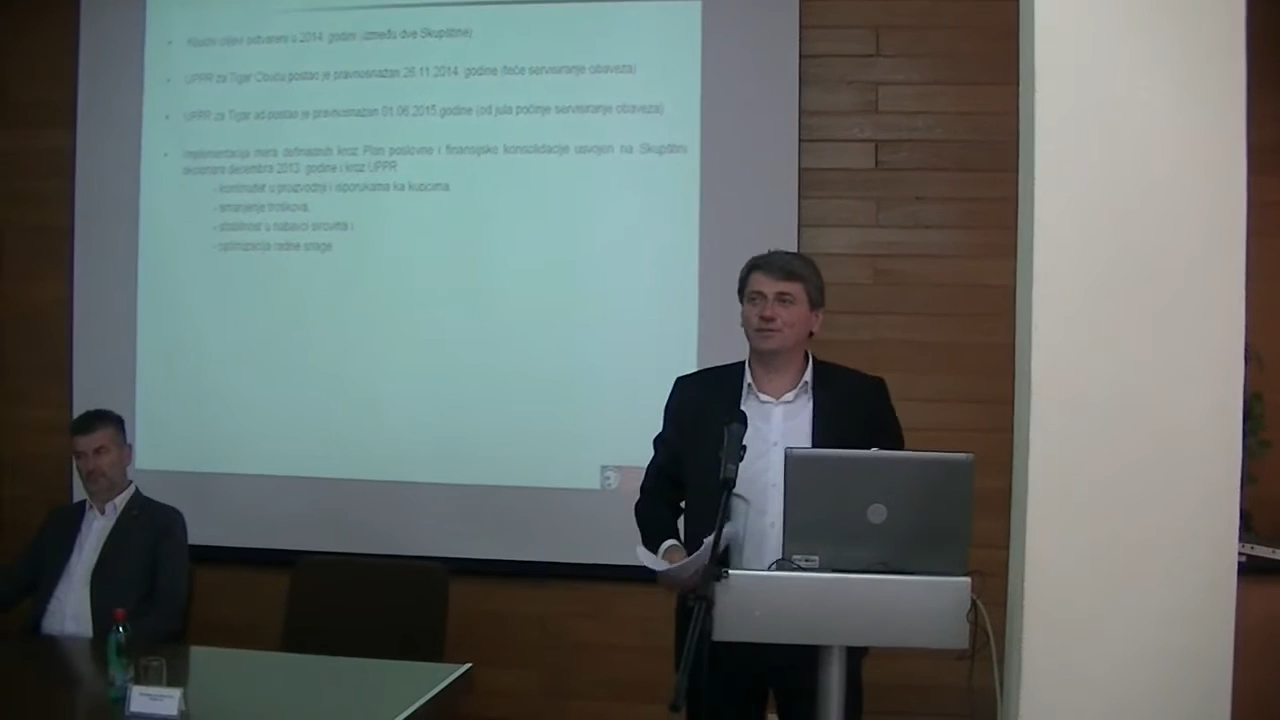 Ključni ciljevi ostvareni u 2014. godini (između dve Skupštine)
UPPR za Tigar Obuću postao je pravnosnažan 26.11.2014. godine (teče servisiranje obaveza)
UPPR za Tigar ad postao je pravnosnažan 01.06.2015.godine (od jula počinje servisiranje obaveza)
Implementacija mera definisanih kroz Plan poslovne i finansijske konsolidacije usvojen na Skupštini
akcionara decembra 2013. godine i kroz UPPR
- kontinuitet u proizvodnji i isporukama ka kupcima,
- smanjenje troškova,
- stabilnost u nabavci sirovina i
- optimizacija radne snage.